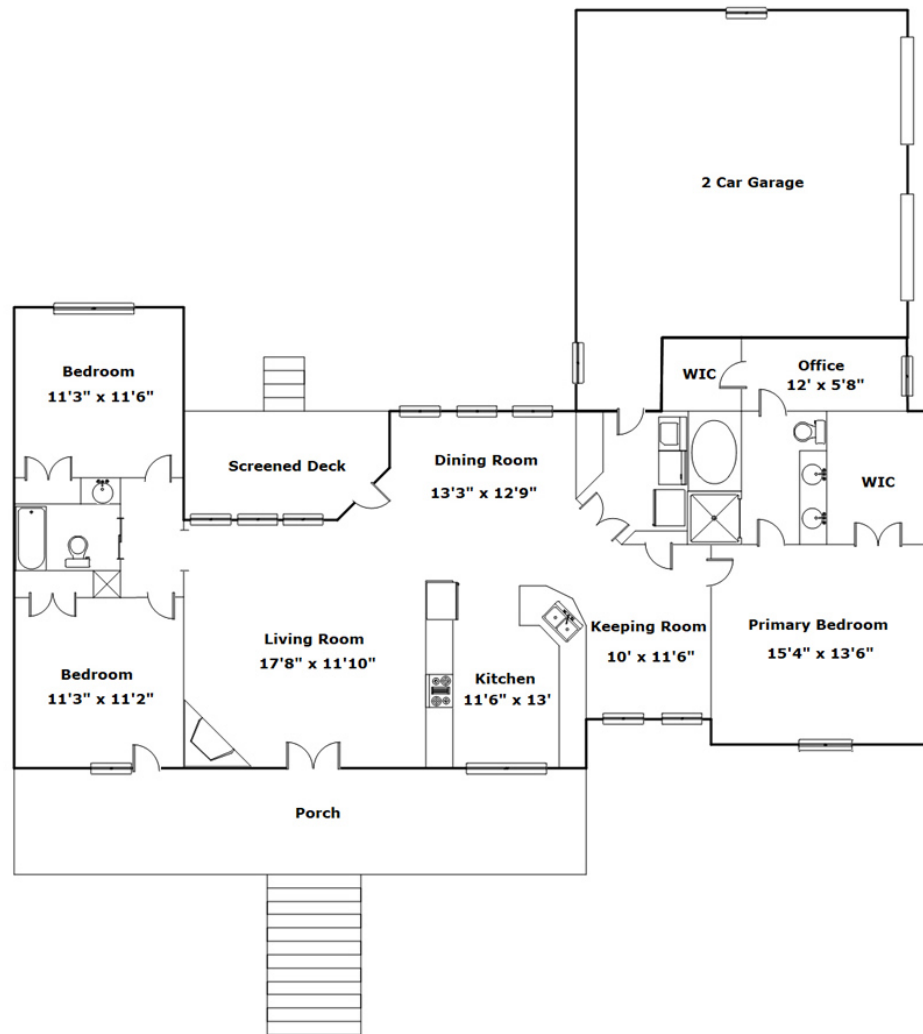 2 Car Garage
Bedroom
11'3" x 11'6"
WIC
Office
12' x 5'8"
Screened Deck
Dining Room
13'3" x 12'9"
WIC
Living Room
17'8" x 11'10"
Kitchen
11'6" x 13'
Keeping Room
10' x 11'6"
Primary Bedroom
15'4" x 13'6"
Bedroom
11'3" x 11'2"
Porch